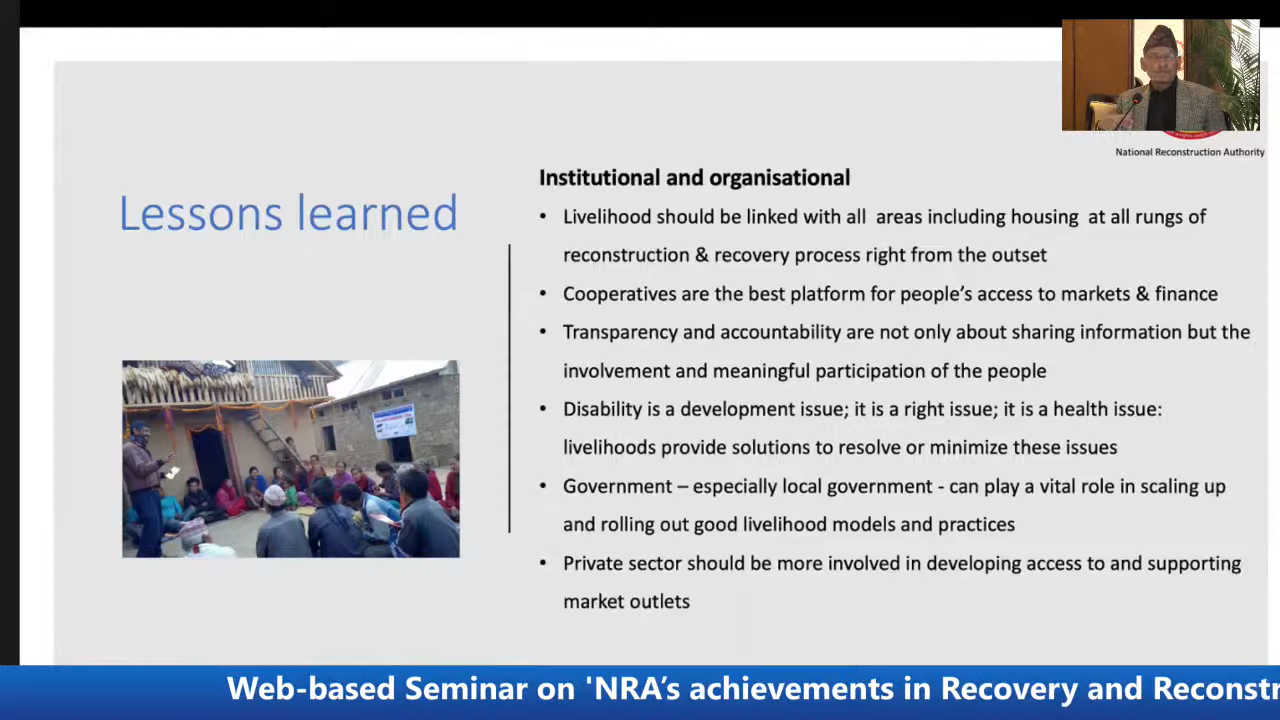 National Reconstruction Authority
Lessons learned
Institutional and organisational
• Livelihood should be linked with all areas including housing at all rungs of
reconstruction & recovery process right from the outset
• Cooperatives are the best platform for people's access to markets & finance
• Transparency and accountability are not only about sharing information but the
involvement and meaningful participation of the people
• Disability is a development issue; it is a right issue; it is a health issue:
livelihoods provide solutions to resolve or minimize these issues
• Government – especially local government - can play a vital role in scaling up
and rolling out good livelihood models and practices
• Private sector should be more involved in developing access to and supporting
market outlets
Web-based Seminar on 'NRA's achievements in Recovery and Reconstr